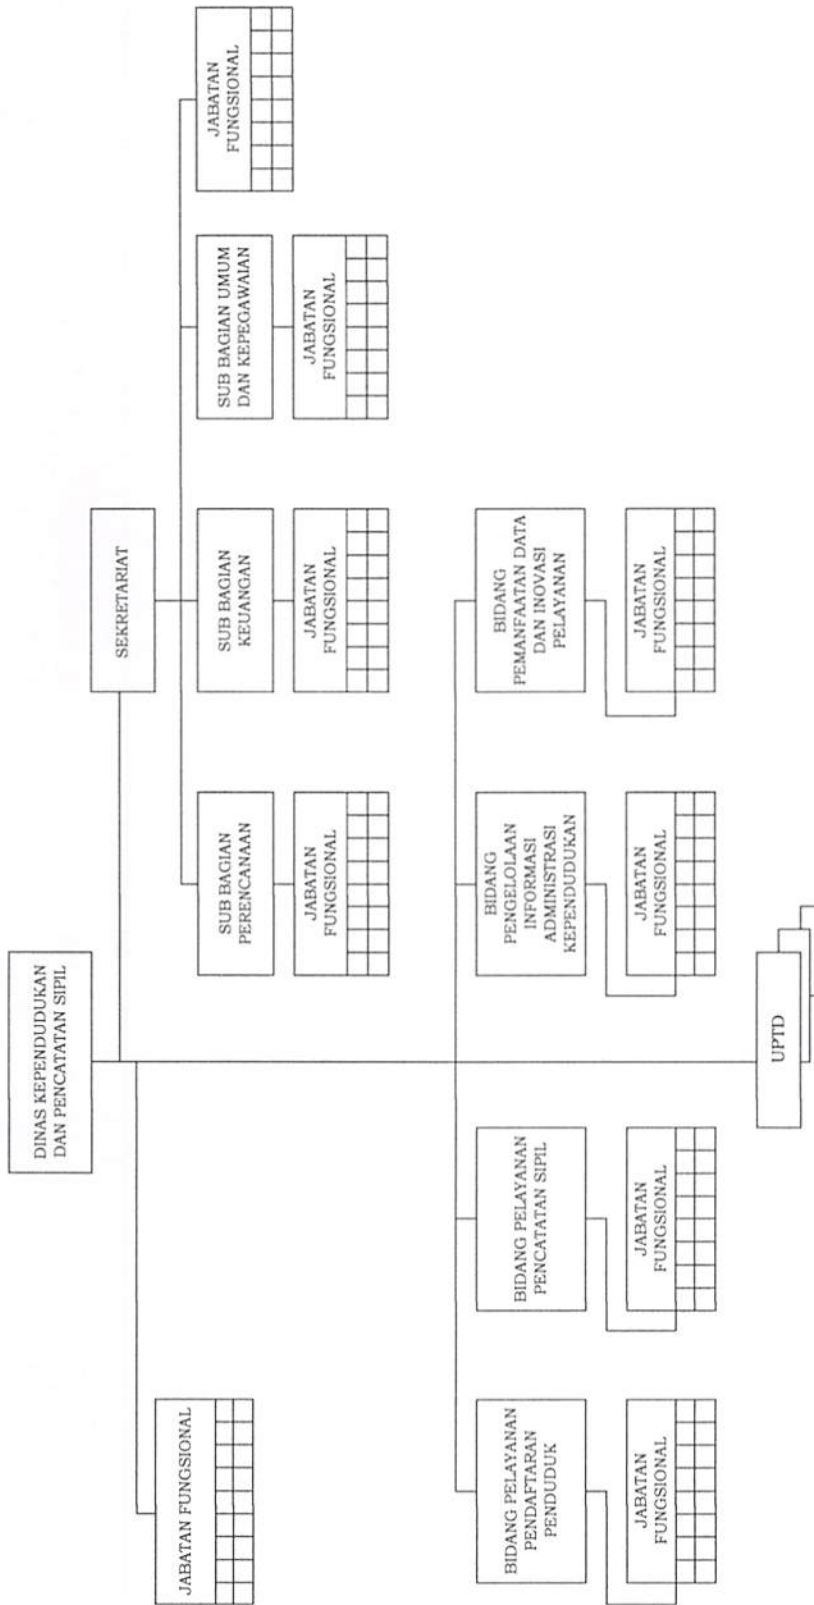 DINAS KEPENDUDUKAN
DAN PENCATATAN SIPIL
SEKRETARIAT
JABATAN FUNGSIONAL
SUB BAGIAN
PERENCANAAN
SUB BAGIAN
KEUANGAN
SUB BAGIAN UMUM
DAN KEPEGAWAIAN
JABATAN
FUNGSIONAL
JABATAN
FUNGSIONAL
JABATAN
FUNGSIONAL
JABATAN
FUNGSIONAL
BIDANG PELAYANAN
PENDAFTARAN
PENDUDUK
BIDANG PELAYANAN
PENCATATAN SIPIL
BIDANG
PENGELOLAAN
INFORMASI
ADMINISTRASI
KEPENDUDUKAN
BIDANG
PEMANFAATAN DATA
DAN INOVASI
PELAYANAN
JABATAN
FUNGSIONAL
JABATAN
FUNGSIONAL
JABATAN
FUNGSIONAL
JABATAN
FUNGSIONAL
UPTD